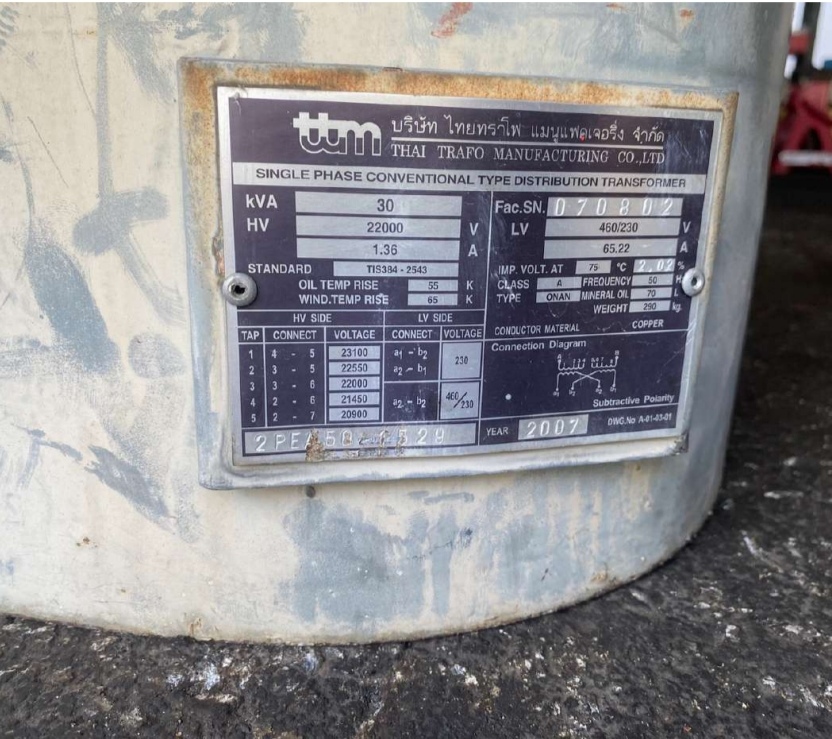 ttm บริษัท ไทยทราโฟ แมนูแฟคเจอริ่ง จำกัด
THAI TRAFO MANUFACTURING CO.,LTD
SINGLE PHASE CONVENTIONAL TYPE DISTRIBUTION TRANSFORMER
kVA 30 Fac.SN. 070802
HV 22000 V LV 460/230 V
1.36 A 65.22 A
STANDARD TIS384 - 2543 IMP. VOLT. AT 75 °C 2.02 %
OIL TEMP RISE 55 K CLASS A FREQUENCY 50 H
WIND.TEMP RISE 65 K TYPE ONAN MINERAL OIL 70 L
WEIGHT 290 kg.
HV SIDE LV SIDE CONDUCTOR MATERIAL COPPER
TAP CONNECT VOLTAGE CONNECT VOLTAGE Connection Diagram
1 4 - 5 23100 a1 - b2 230
2 3 - 5 22550 a2 - b1
3 3 - 6 22000
4 2 - 6 21450 a2 - b2 460/230
5 2 - 7 20900
Subtractive Polarity
YEAR 2007 DWG.No A-01-03-01